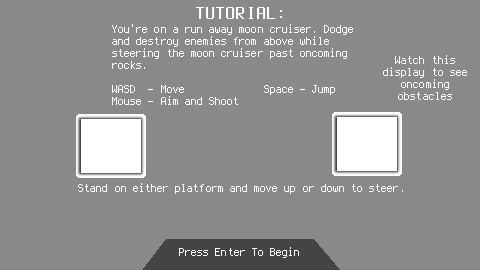 TUTORIAL:
You're on a run away moon cruiser. Dodge
and destroy enemies from above while
steering the moon cruiser past oncoming
rocks.
WASD - Move
Space - Jump
Mouse - Aim and Shoot
Watch this
display to see
oncoming
obstacles
Stand on either platform and move up or down to steer.
Press Enter To Begin